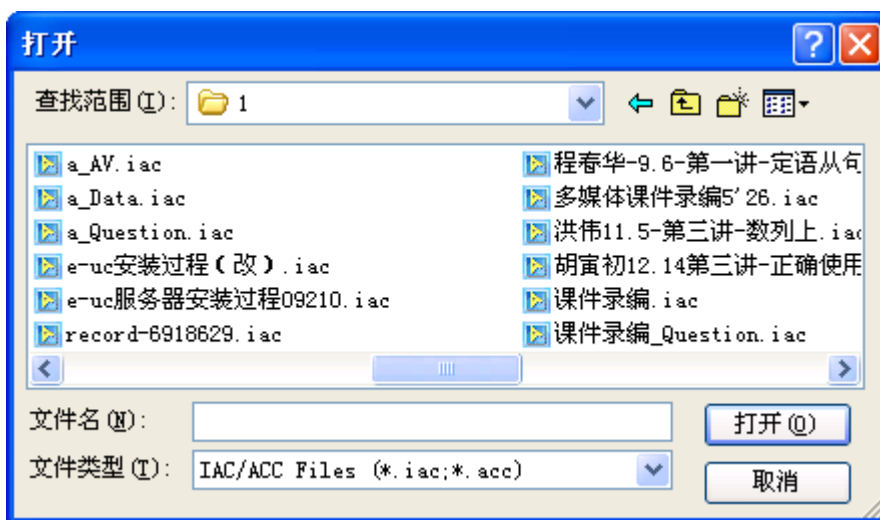 打开
查找范围(I): 1
a_AV.iac
a_Data.iac
a_Question.iac
e-uc安装过程(改).iac
e-uc服务器安装过程09210.iac
record-6918629.iac
程春华-9.6-第一讲-定语从句
多媒体课件录编5'26.iac
洪伟11.5-第三讲-数列上.iac
胡寅初12.14第三讲-正确使用
课件录编.iac
课件录编_Question.iac
文件名(N):
打开(O)
文件类型(T): IAC/ACC Files (*.iac;*.acc)
取消